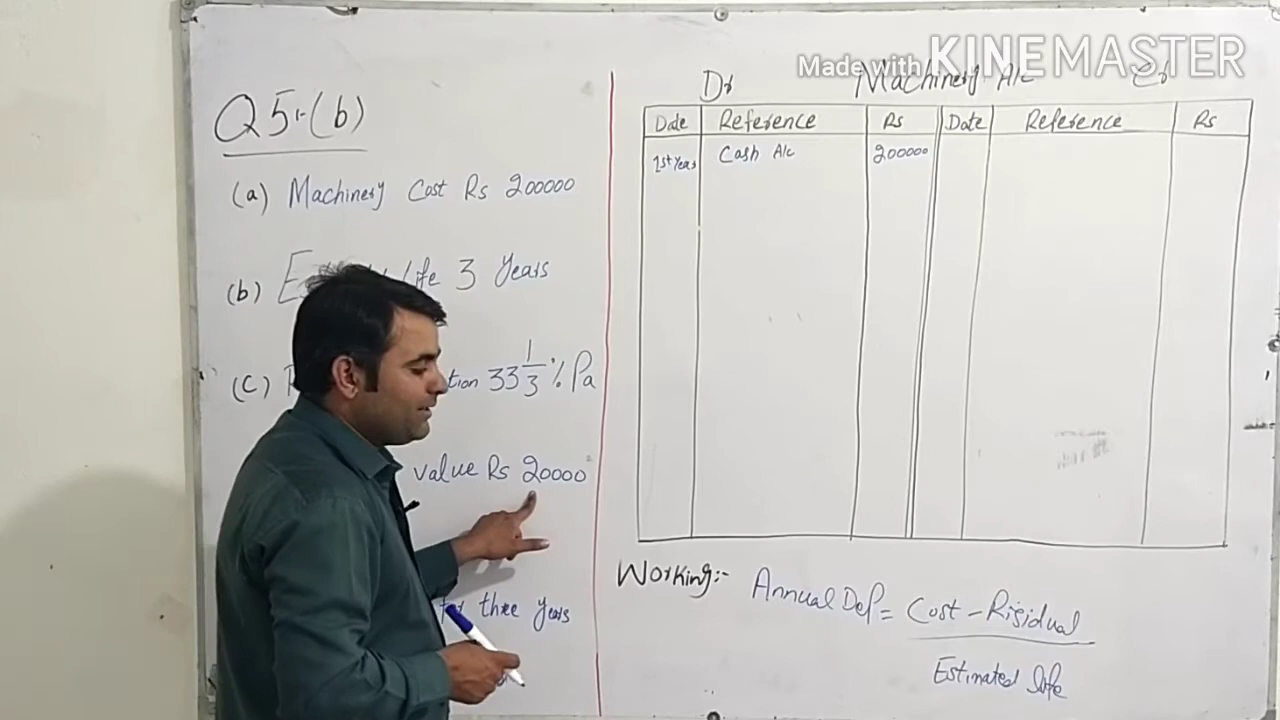 Made with KINEMASTER
Q5:-(b)
(a) Machinery Cost Rs 200000
(b) Life 3 Years
(c) tion 33 1/3 % Pa
value Rs 20000
for three years
Dr Machinery A/c Cr
Date Reference Rs Date Reference Rs
1st Year Cash A/c 200000
Working:- Annual Dep = Cost - Risidual
Estimated life